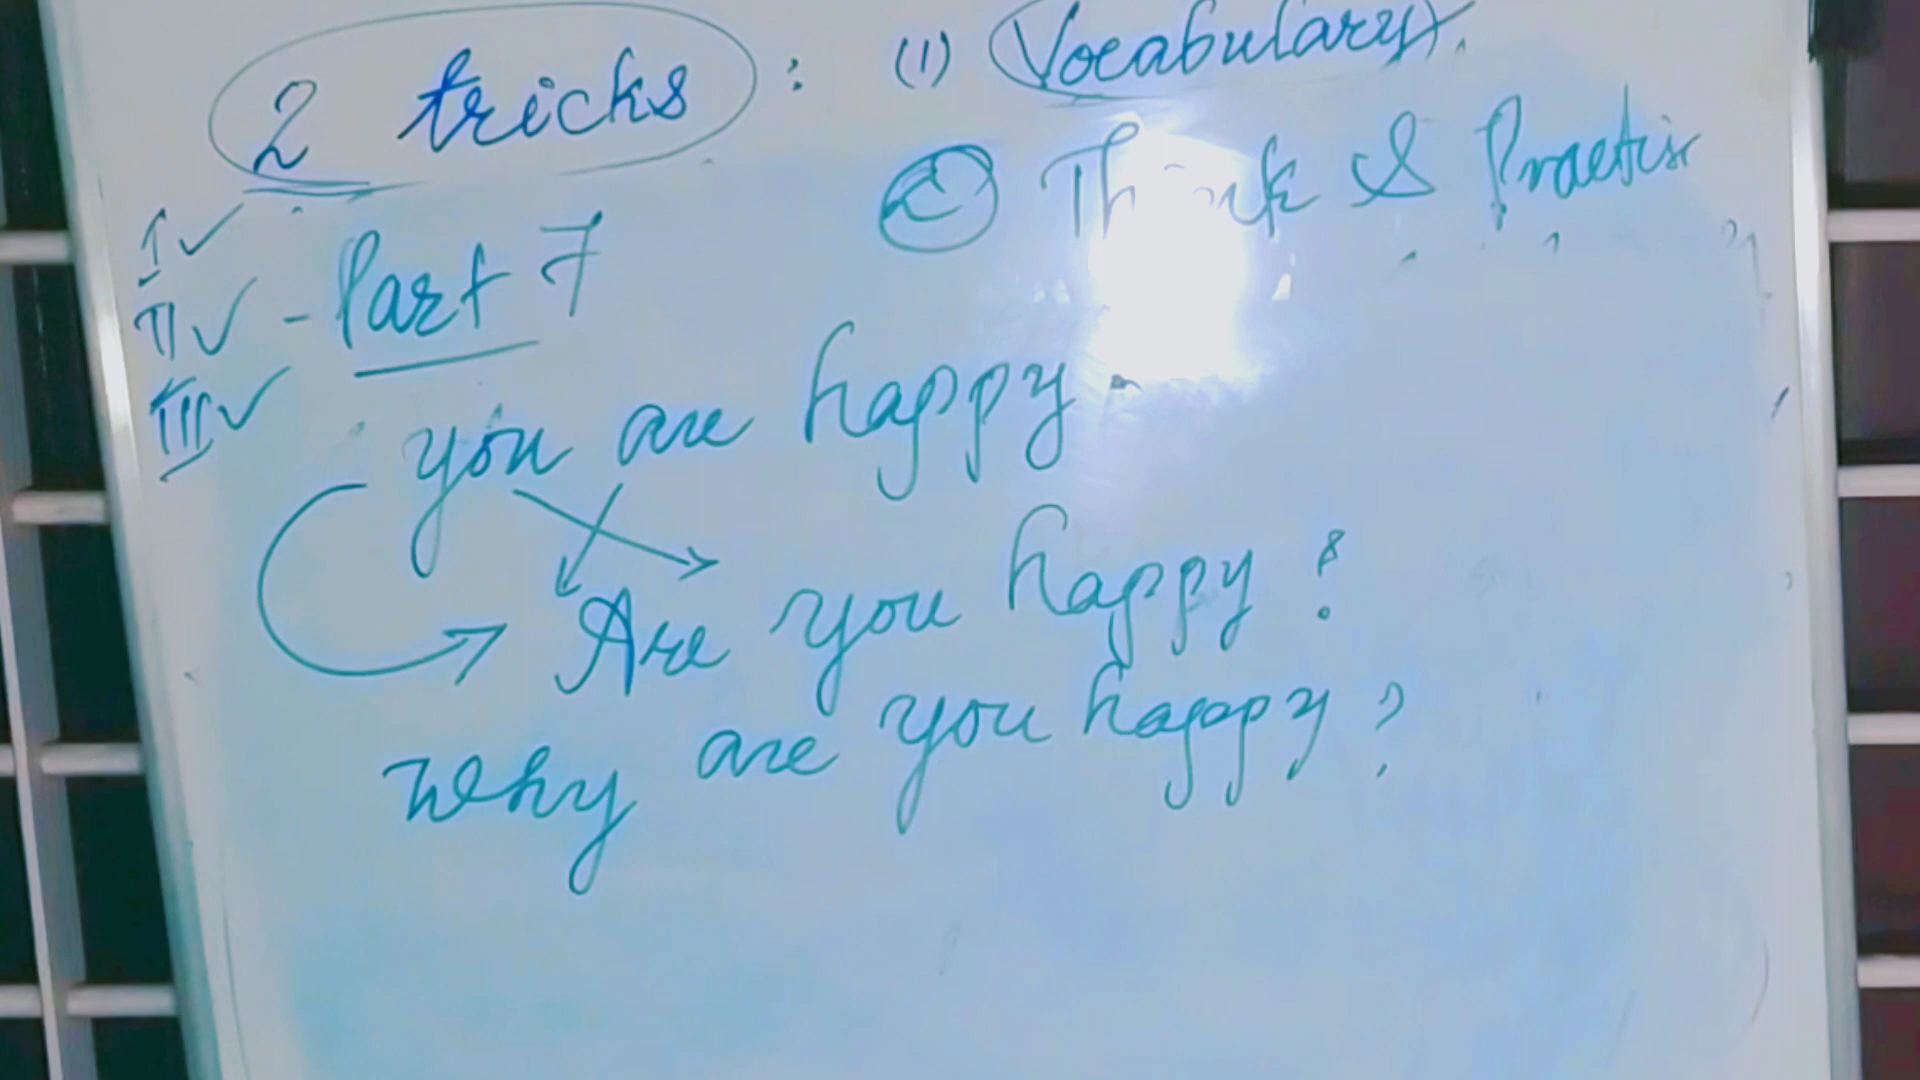 2 tricks : (1) Vocabulary.
(2) Think & Practise
I ✓
II ✓ - Part 7
III ✓
you are happy.
Are you happy ?
Why are you happy ?